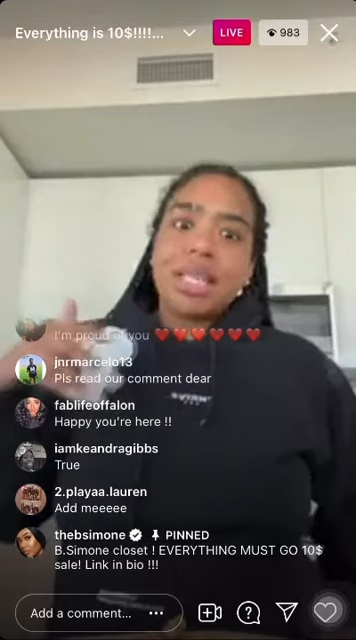 Everything is 10$!!!!...
LIVE
983
I'm proud of you ❤️❤️❤️❤️❤️❤️
jnrmarcelo13
Pls read our comment dear
fablifeoffalon
Happy you're here !!
iamkeandragibbs
True
2.playaa.lauren
Add meeeee
thebsimone PINNED
B.Simone closet ! EVERYTHING MUST GO 10$
sale! Link in bio !!!
Add a comment...